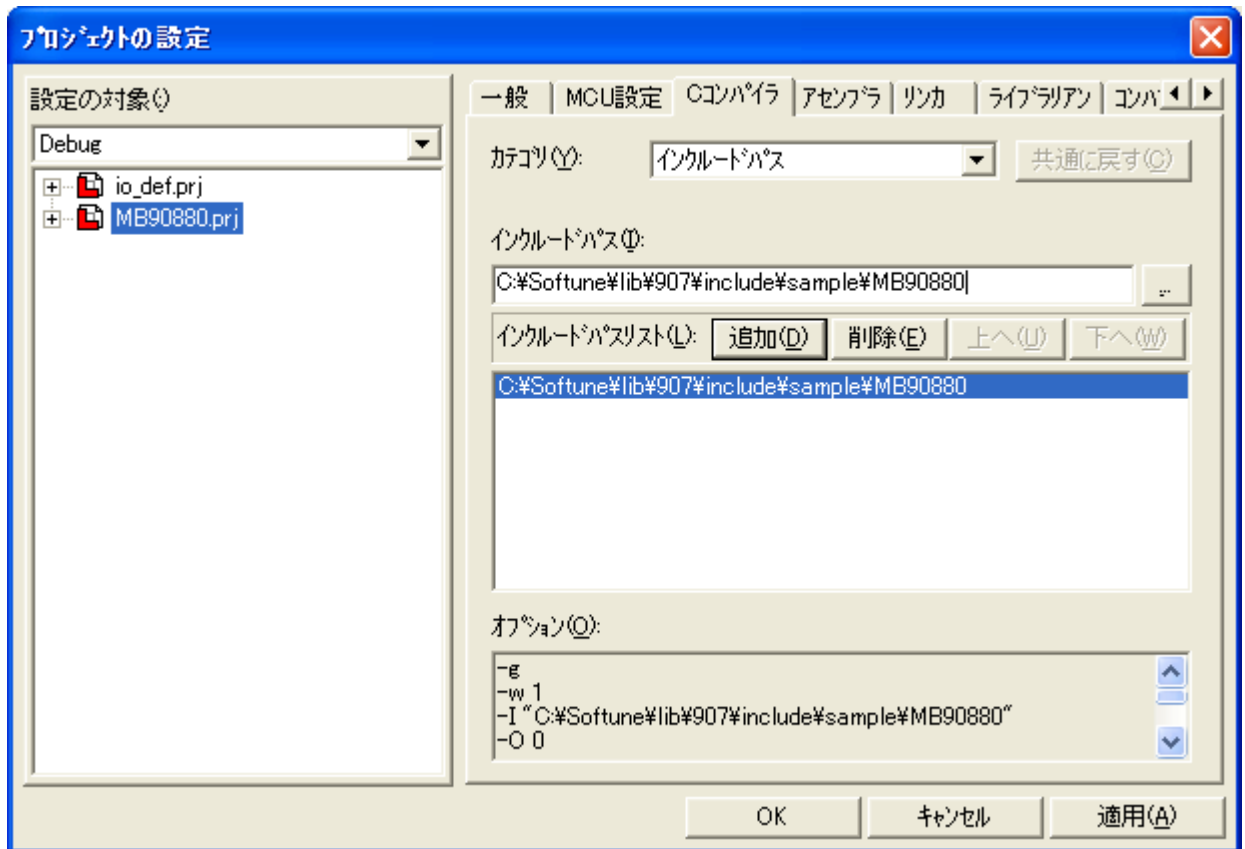 ﾌﾟﾛｼﾞｪｸﾄの設定
設定の対象():
Debug
io_def.prj
MB90880.prj
一般
MCU設定
Cｺﾝﾊﾟｲﾗ
ｱｾﾝﾌﾞﾗ
ﾘﾝｶ
ﾗｲﾌﾞﾗﾘｱﾝ
ｺﾝﾊﾞ
ｶﾃｺﾞﾘ(Y):
ｲﾝｸﾙｰﾄﾞﾊﾟｽ
共通に戻す(C)
ｲﾝｸﾙｰﾄﾞﾊﾟｽ(I):
C:¥Softune¥lib¥907¥include¥sample¥MB90880
...
ｲﾝｸﾙｰﾄﾞﾊﾟｽﾘｽﾄ(L):
追加(D)
削除(E)
上へ(U)
下へ(W)
C:¥Softune¥lib¥907¥include¥sample¥MB90880
ｵﾌﾟｼｮﾝ(O):
-g
-w 1
-I "C:¥Softune¥lib¥907¥include¥sample¥MB90880"
-O 0
OK
ｷｬﾝｾﾙ
適用(A)